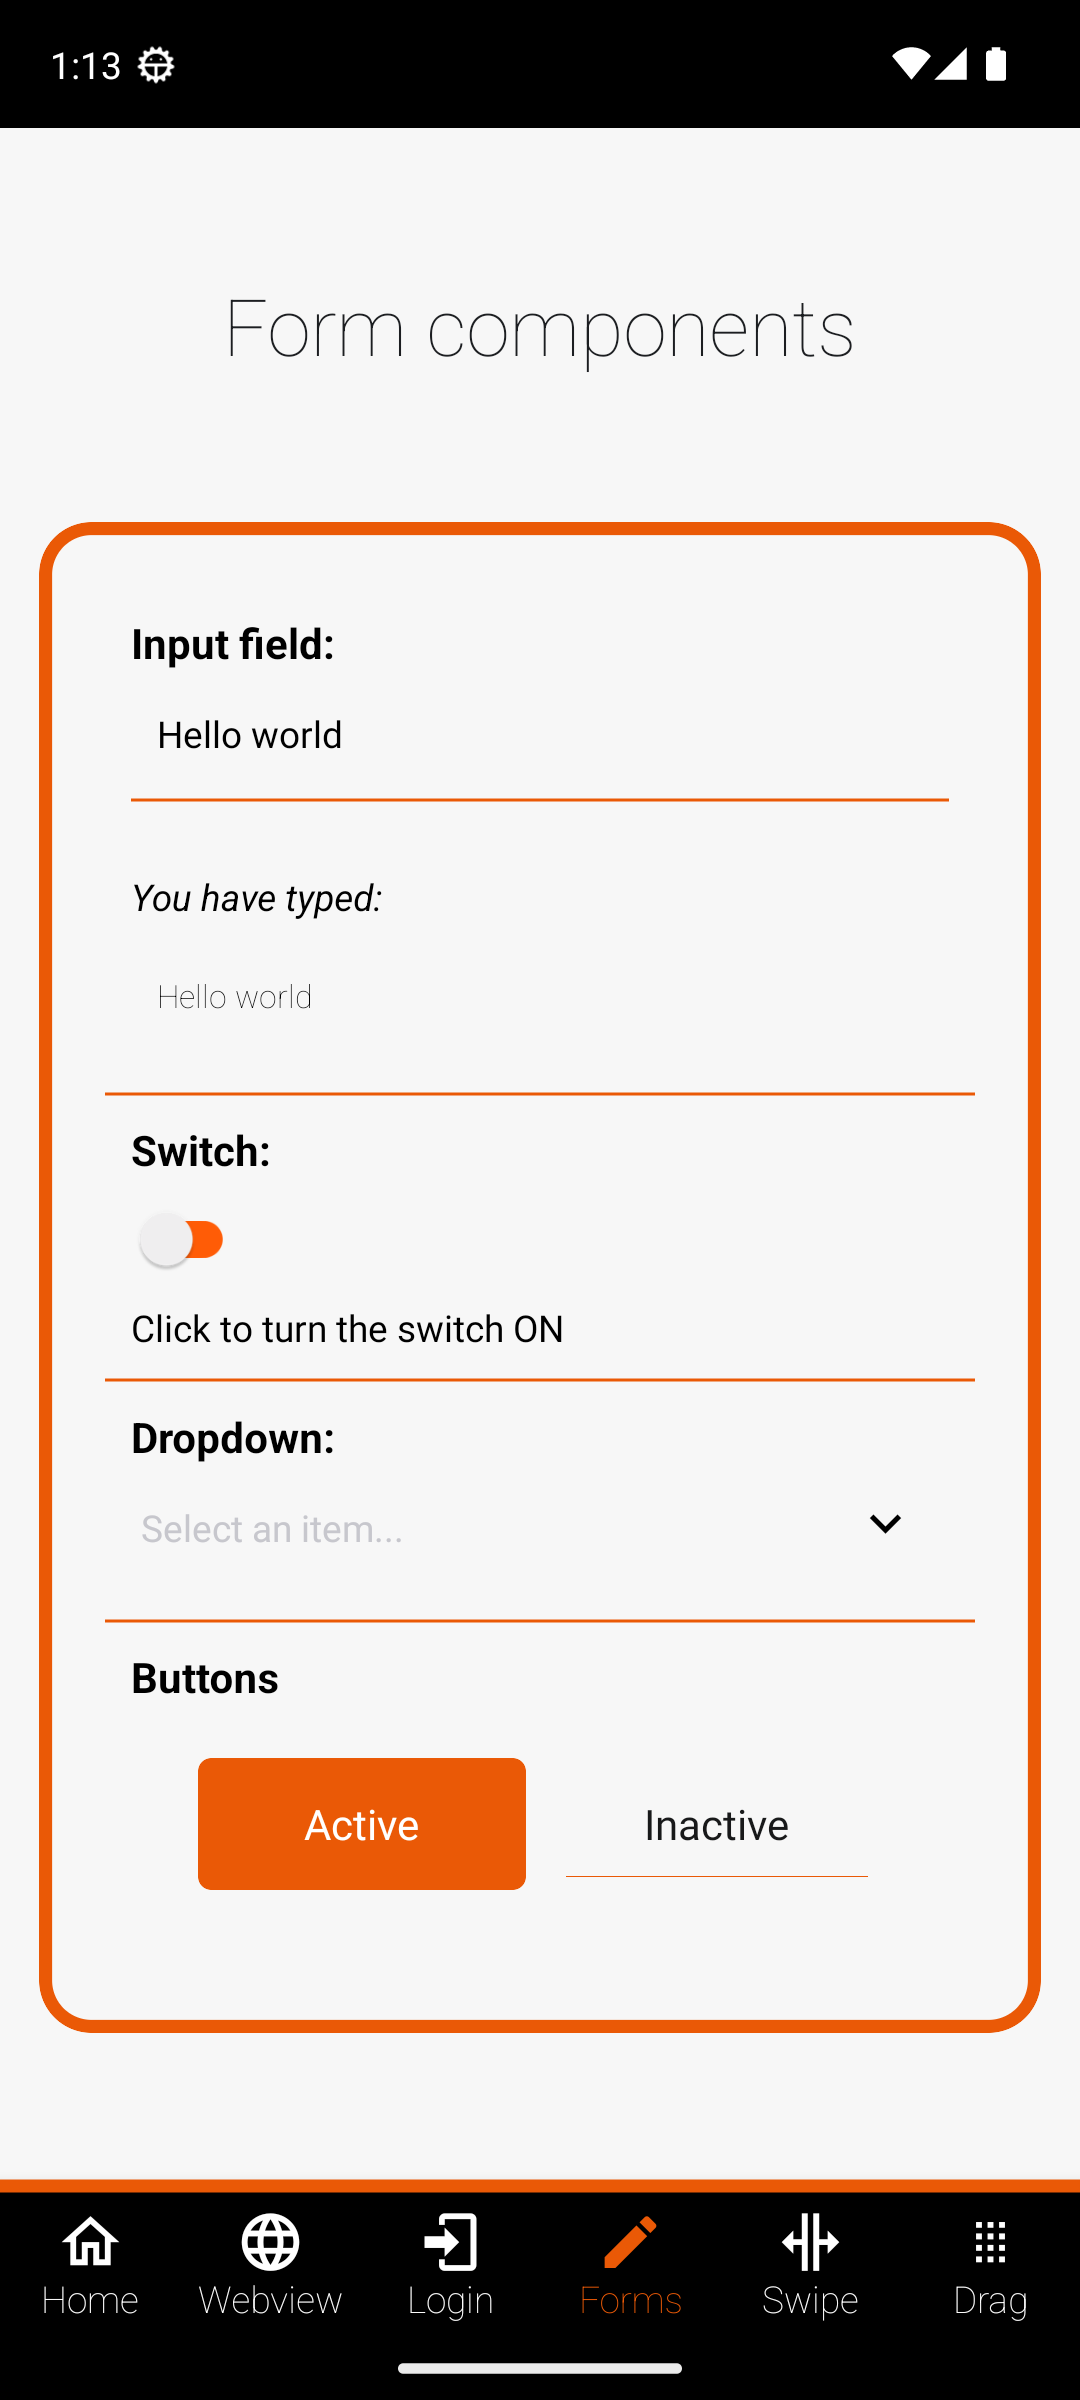 1:13
Form components
Input field:
Hello world
You have typed:
Hello world
Switch:
Click to turn the switch ON
Dropdown:
Select an item...
Buttons
Active Inactive
Home Webview Login Forms Swipe Drag